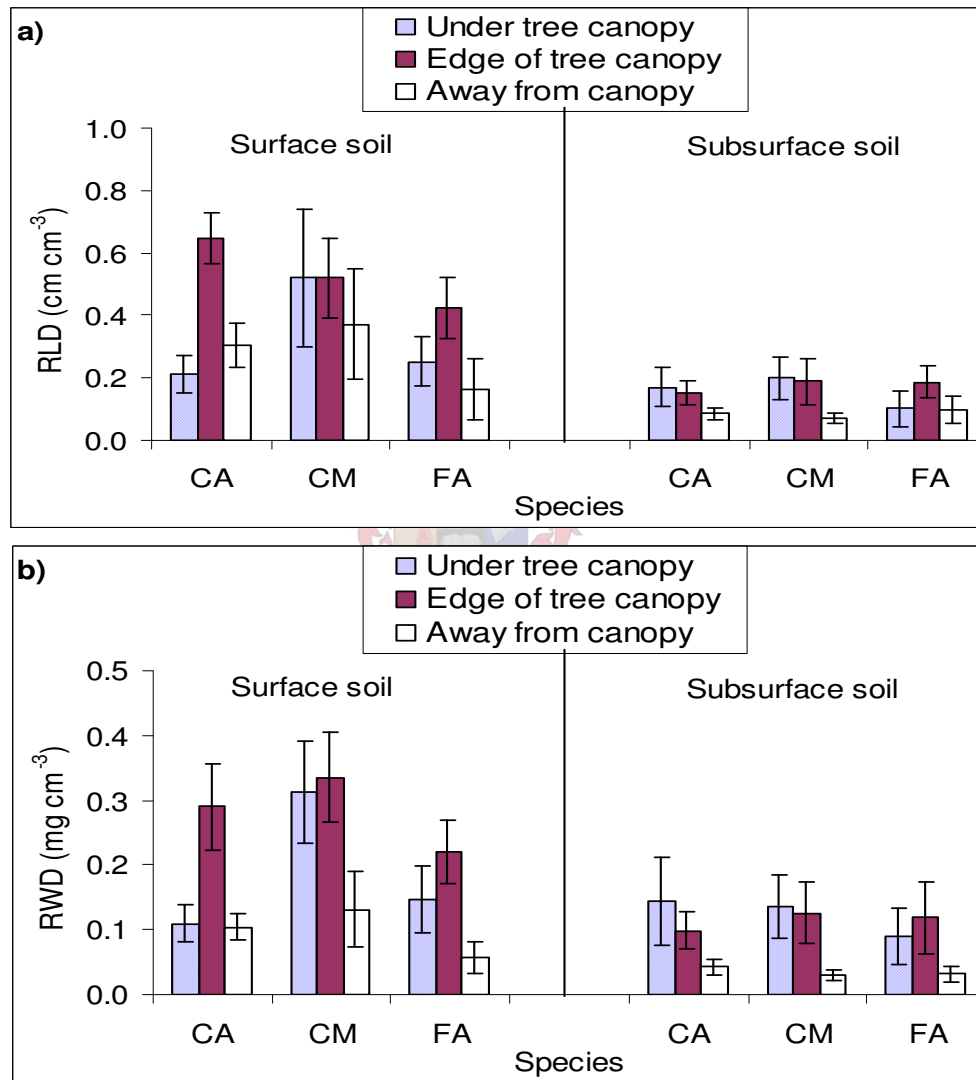 a)
Under tree canopy
Edge of tree canopy
Away from canopy
Surface soil
Subsurface soil
1.0
0.8
0.6
0.4
0.2
0.0
RLD (cm cm⁻³)
CA CM FA CA CM FA
Species
b)
Under tree canopy
Edge of tree canopy
Away from canopy
Surface soil
Subsurface soil
0.5
0.4
0.3
0.2
0.1
0.0
RWD (mg cm⁻³)
CA CM FA CA CM FA
Species